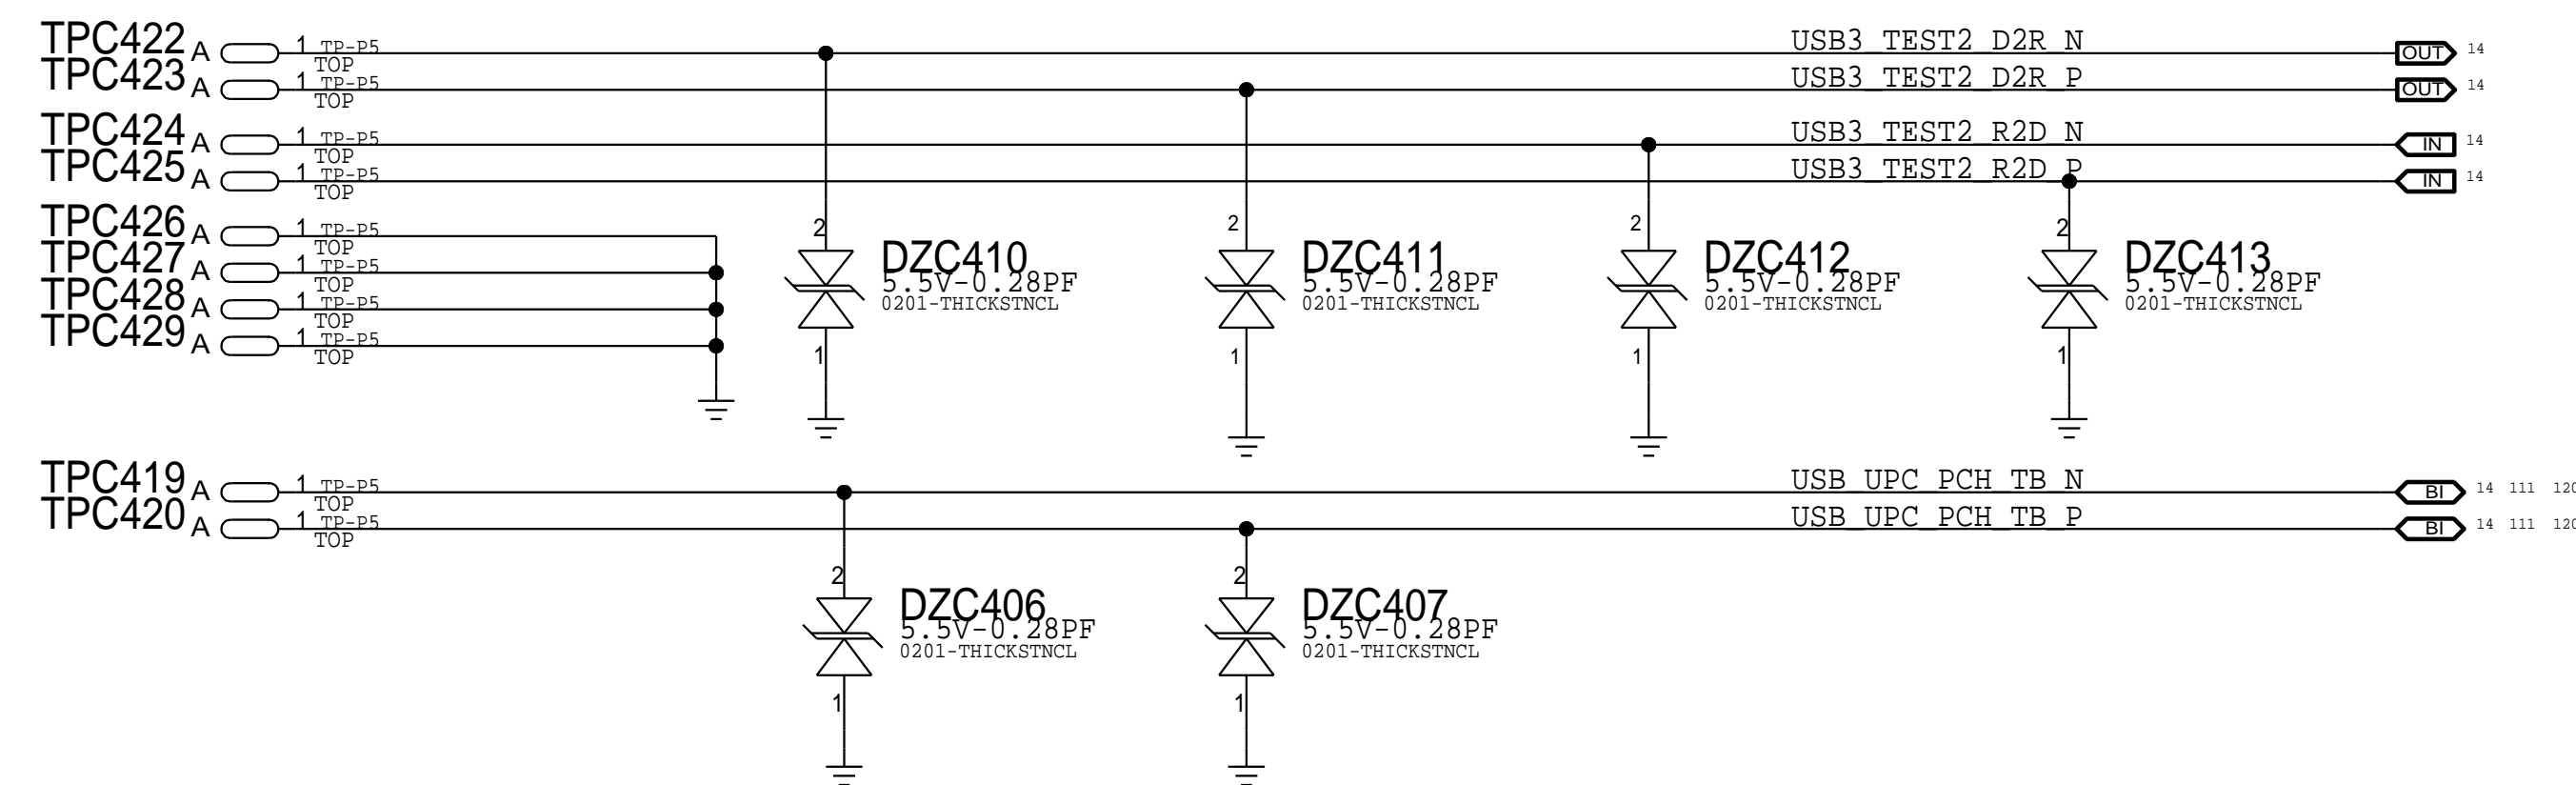 TPC422 A 1 TP-P5 TOP USB3_TEST2_D2R_N OUT 14
TPC423 A 1 TP-P5 TOP USB3_TEST2_D2R_P OUT 14
TPC424 A 1 TP-P5 TOP USB3_TEST2_R2D_N IN 14
TPC425 A 1 TP-P5 TOP USB3_TEST2_R2D_P IN 14
TPC426 A 1 TP-P5 TOP
TPC427 A 1 TP-P5 TOP
TPC428 A 1 TP-P5 TOP
TPC429 A 1 TP-P5 TOP
2
DZC410
5.5V-0.28PF
0201-THICKSTNCL
1
2
DZC411
5.5V-0.28PF
0201-THICKSTNCL
1
2
DZC412
5.5V-0.28PF
0201-THICKSTNCL
1
2
DZC413
5.5V-0.28PF
0201-THICKSTNCL
1
TPC419 A 1 TP-P5 TOP USB_UPC_PCH_TB_N BI 14 111 120
TPC420 A 1 TP-P5 TOP USB_UPC_PCH_TB_P BI 14 111 120
2
DZC406
5.5V-0.28PF
0201-THICKSTNCL
1
2
DZC407
5.5V-0.28PF
0201-THICKSTNCL
1